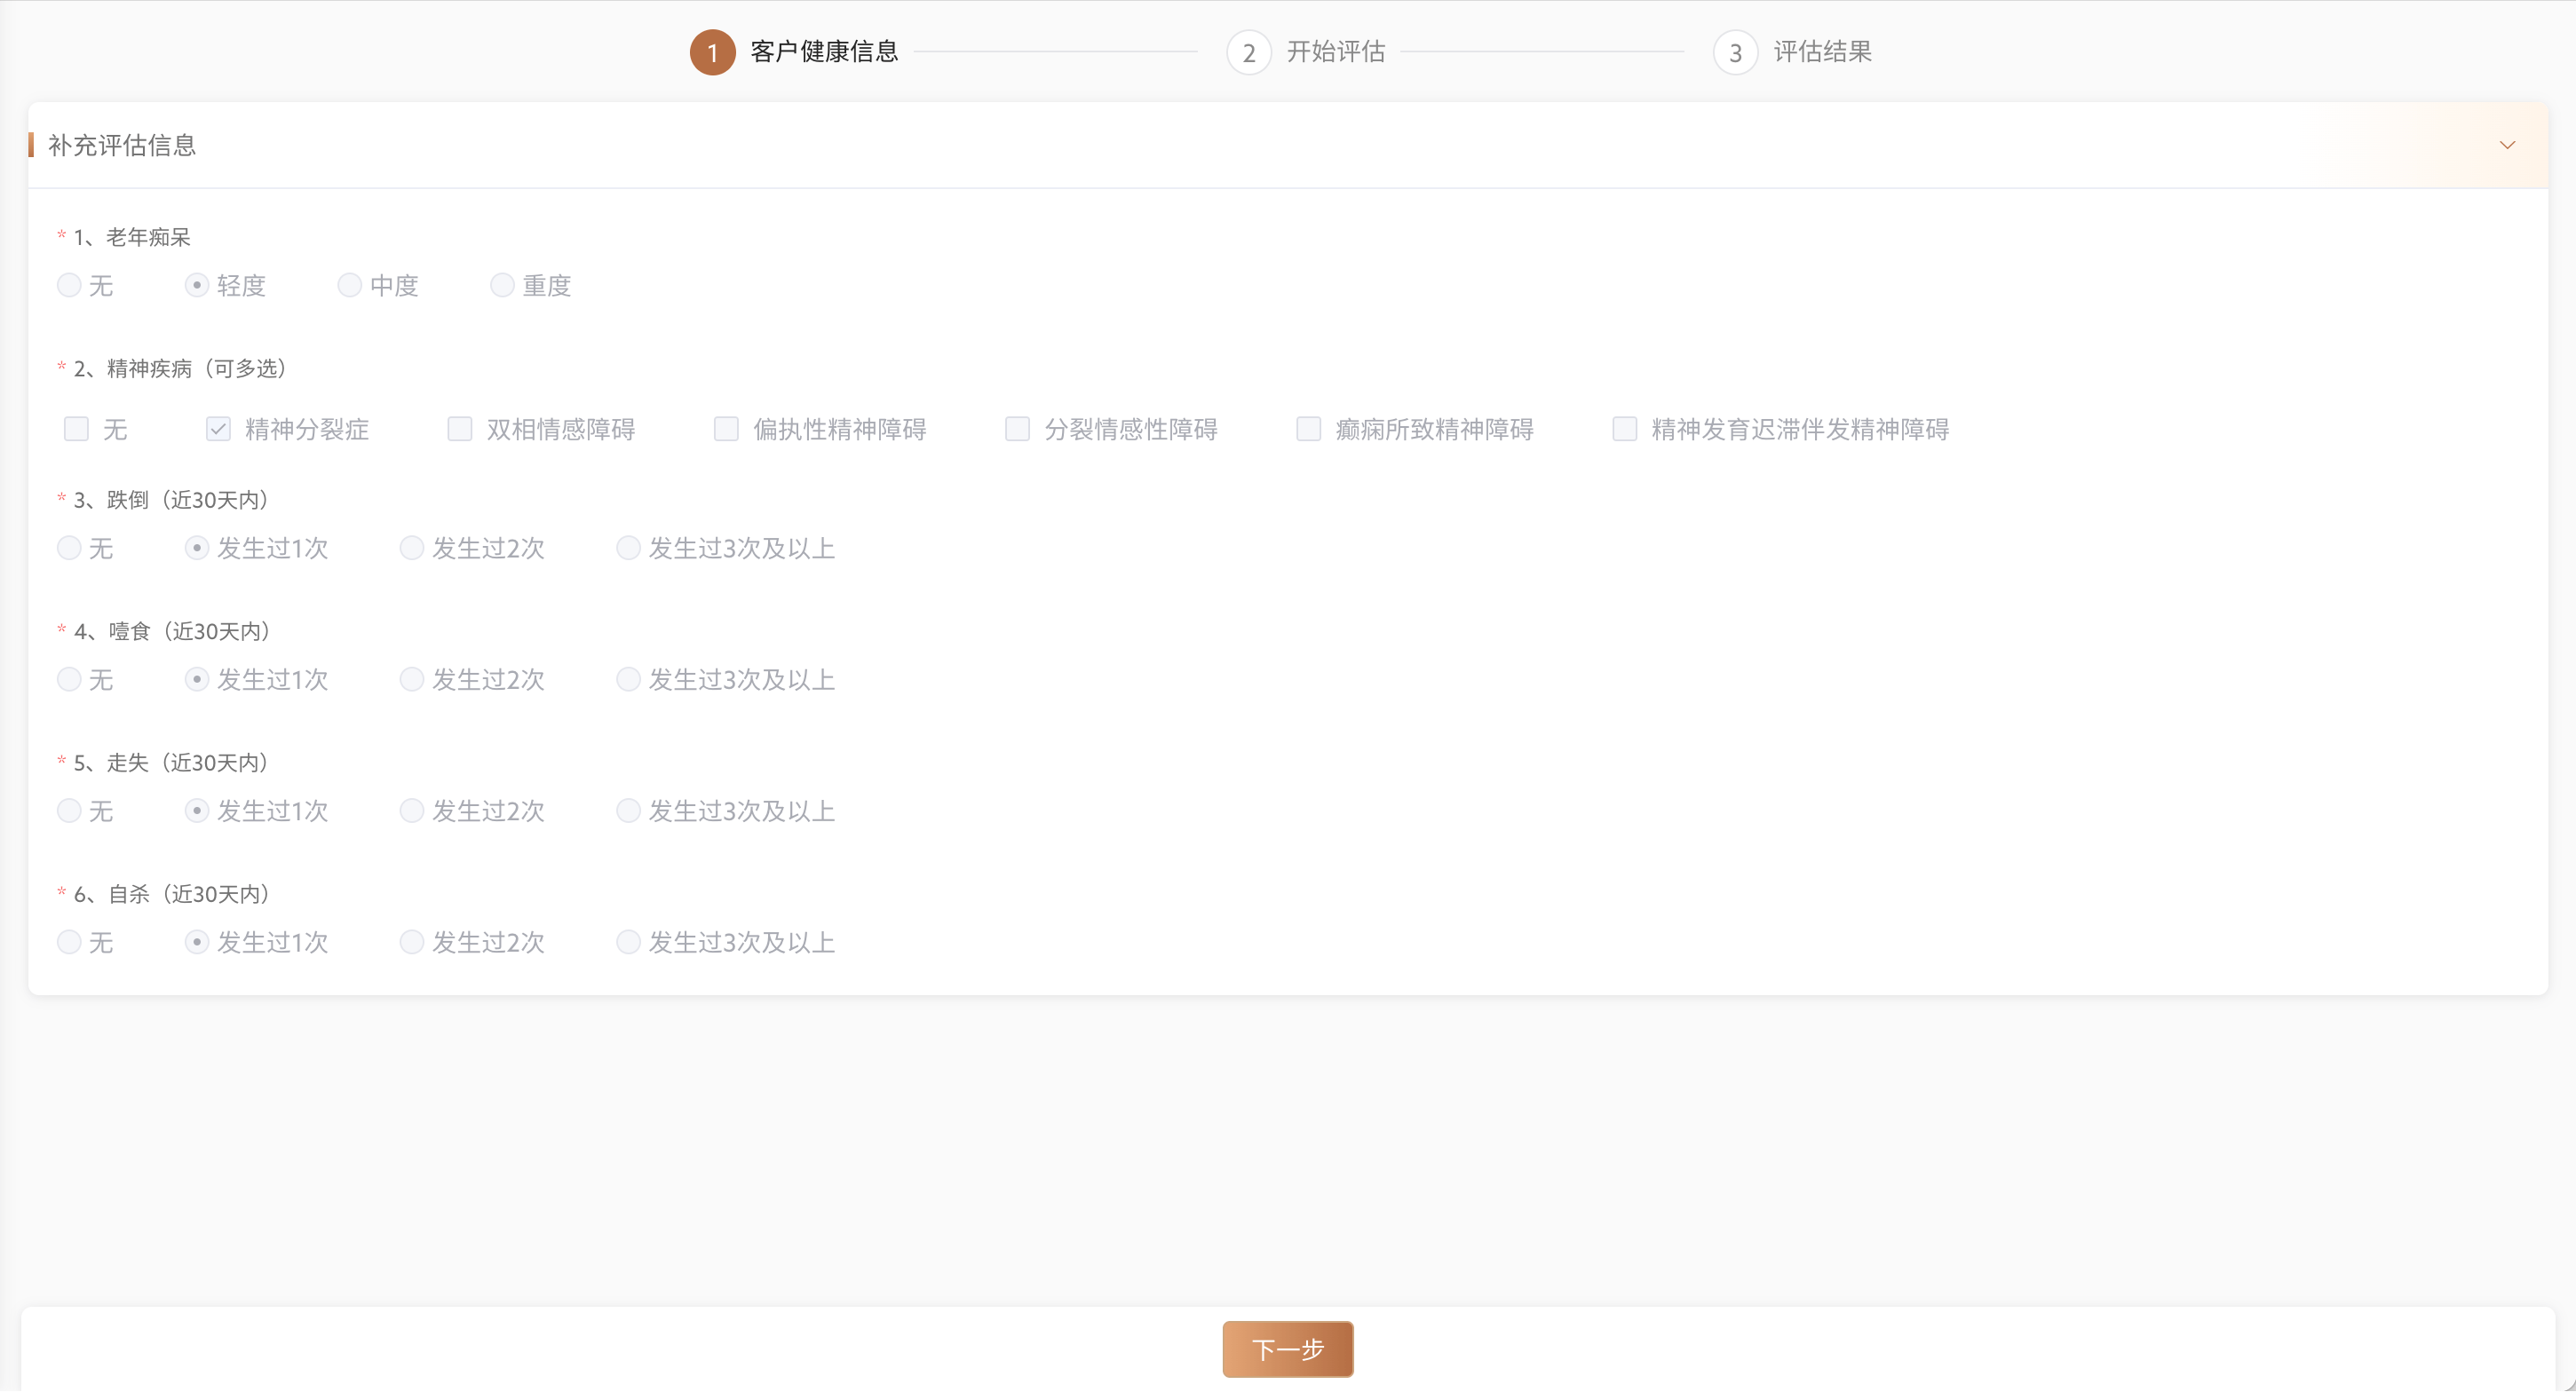 1 客户健康信息 2 开始评估 3 评估结果
补充评估信息
* 1、老年痴呆
无 轻度 中度 重度
* 2、精神疾病（可多选）
无 精神分裂症 双相情感障碍 偏执性精神障碍 分裂情感性障碍 癫痫所致精神障碍 精神发育迟滞伴发精神障碍
* 3、跌倒（近30天内）
无 发生过1次 发生过2次 发生过3次及以上
* 4、噎食（近30天内）
无 发生过1次 发生过2次 发生过3次及以上
* 5、走失（近30天内）
无 发生过1次 发生过2次 发生过3次及以上
* 6、自杀（近30天内）
无 发生过1次 发生过2次 发生过3次及以上
下一步